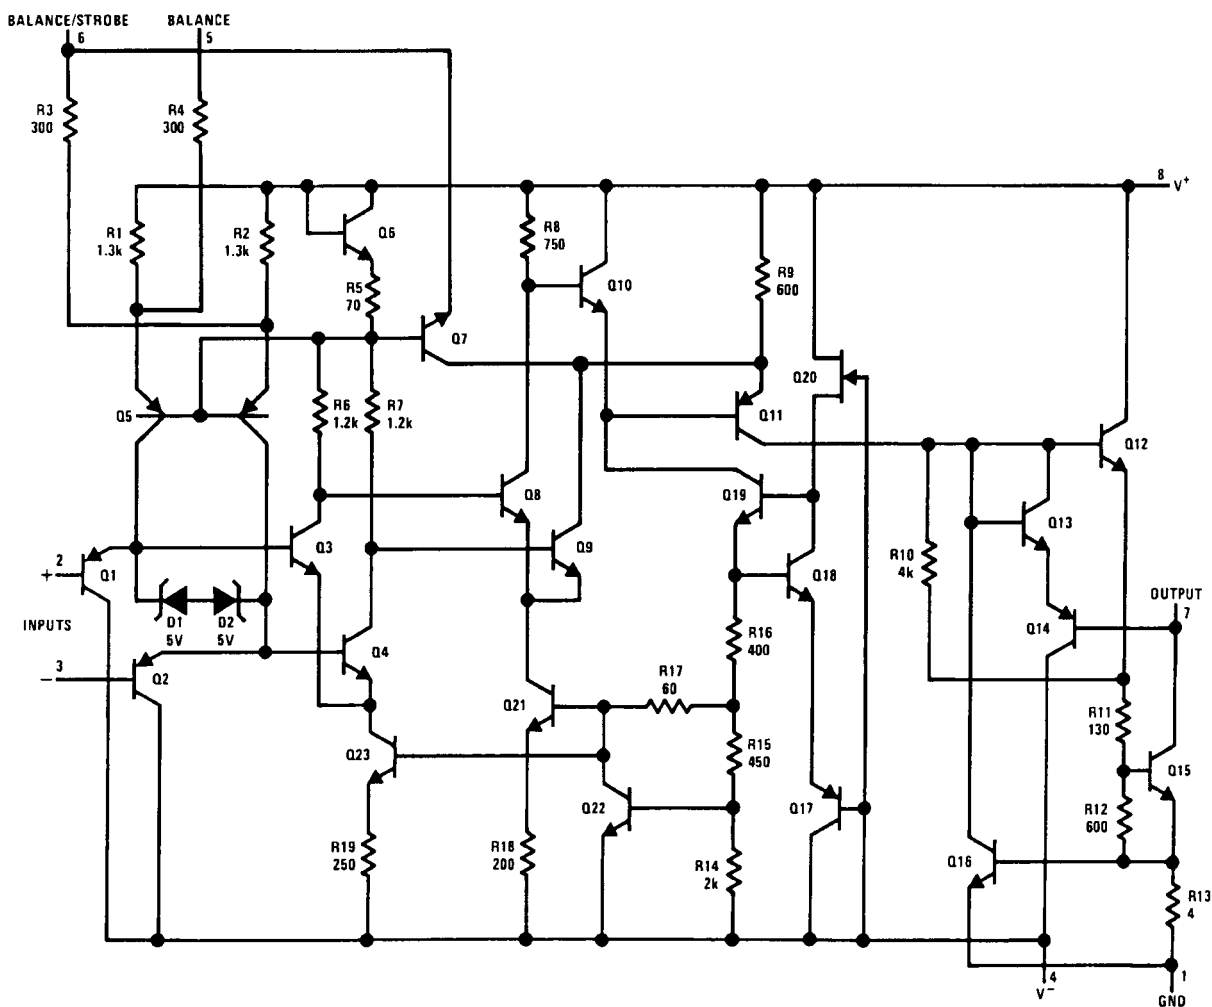 BALANCE/STROBE
BALANCE
6
5
R3
300
R4
300
8 V+
R1
1.3k
R2
1.3k
Q6
R8
750
Q10
R9
600
R5
70
Q7
Q20
Q5
R6
1.2k
R7
1.2k
Q11
Q12
Q8
Q19
Q13
Q3
Q9
R10
4k
2
+
Q1
Q18
OUTPUT
7
INPUTS
D1
5V
D2
5V
R16
400
Q14
3
−
Q2
Q4
R17
60
Q21
R11
130
Q23
R15
450
Q15
Q22
Q17
R12
600
R19
250
R18
200
R14
2k
Q16
R13
4
4
V−
1
GND